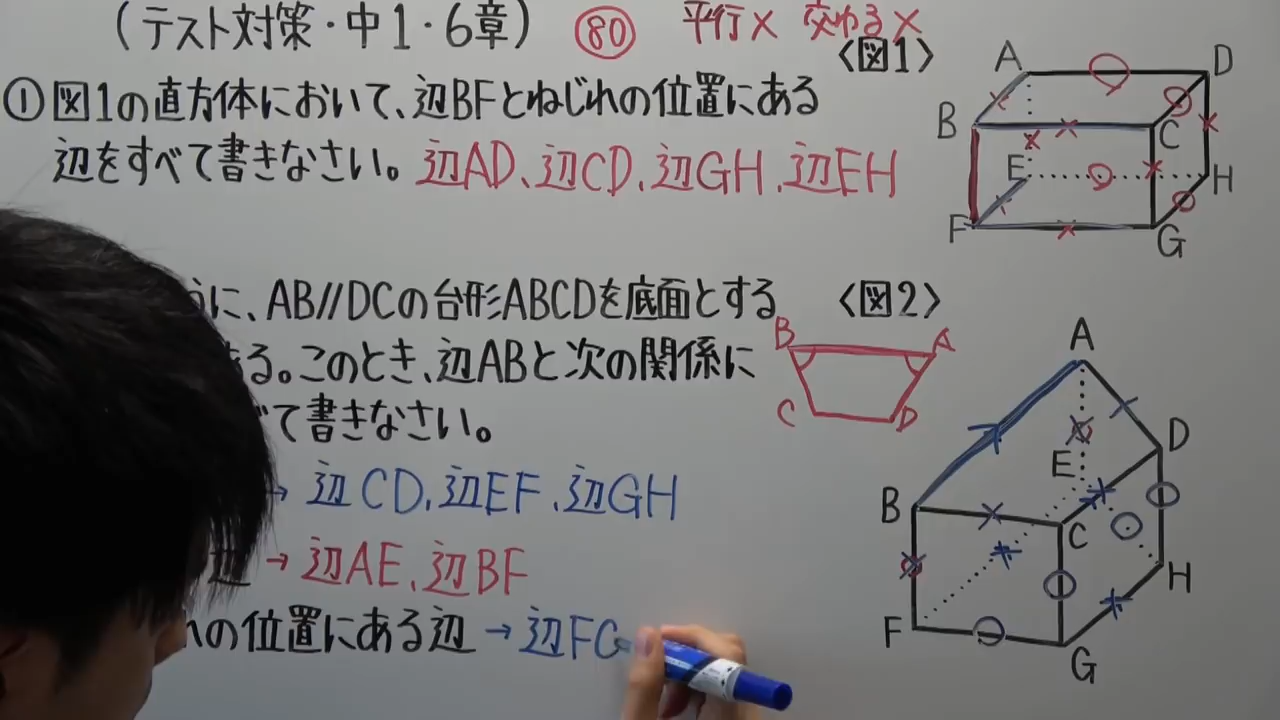 (テスト対策・中1・6章) 80 平行× 交わる×
①図1の直方体において、辺BFとねじれの位置にある
辺をすべて書きなさい。辺AD、辺CD、辺GH、辺EH
〈図1〉
A D
B C
E H
F G
に、AB//DCの台形ABCDを底面とする
る。このとき、辺ABと次の関係に
て書きなさい。
→ 辺CD、辺EF、辺GH
→ 辺AE、辺BF
の位置にある辺 → 辺FG
〈図2〉
B A
C D
A
D
E
B C
H
F G